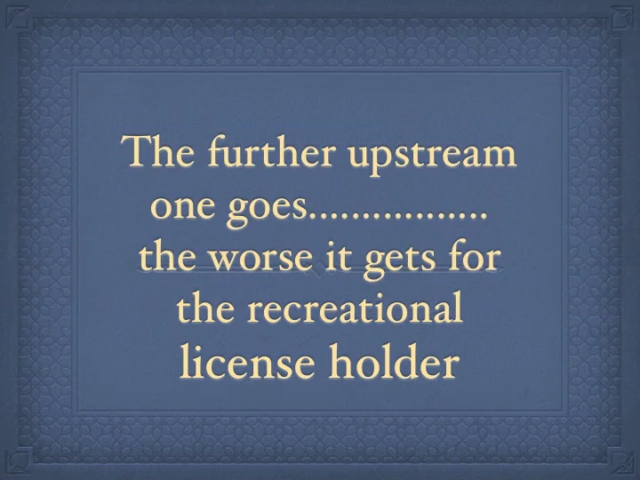 The further upstream
one goes.................
the worse it gets for
the recreational
license holder